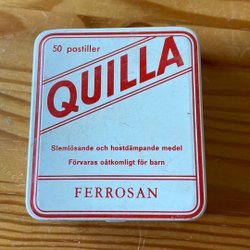 50 pastiller
QUILLA
Slemlösande och hostdämpande medel
Förvaras oåtkomligt för barn
FERROSAN